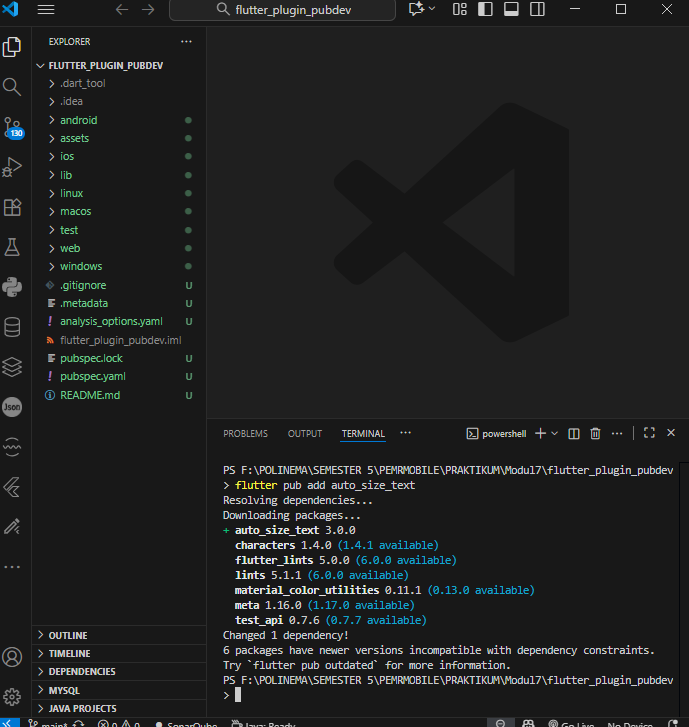 flutter_plugin_pubdev
EXPLORER
FLUTTER_PLUGIN_PUBDEV
.dart_tool
.idea
android
assets
ios
lib
linux
macos
test
web
windows
.gitignore U
.metadata U
! analysis_options.yaml U
flutter_plugin_pubdev.iml
pubspec.lock U
! pubspec.yaml U
README.md U
130
Json
OUTLINE
TIMELINE
DEPENDENCIES
MYSQL
JAVA PROJECTS
PROBLEMS OUTPUT TERMINAL ... powershell
PS F:\POLINEMA\SEMESTER 5\PEMRMOBILE\PRAKTIKUM\Modul7\flutter_plugin_pubdev
> flutter pub add auto_size_text
Resolving dependencies...
Downloading packages...
+ auto_size_text 3.0.0
characters 1.4.0 (1.4.1 available)
flutter_lints 5.0.0 (6.0.0 available)
lints 5.1.1 (6.0.0 available)
material_color_utilities 0.11.1 (0.13.0 available)
meta 1.16.0 (1.17.0 available)
test_api 0.7.6 (0.7.7 available)
Changed 1 dependency!
6 packages have newer versions incompatible with dependency constraints.
Try `flutter pub outdated` for more information.
PS F:\POLINEMA\SEMESTER 5\PEMRMOBILE\PRAKTIKUM\Modul7\flutter_plugin_pubdev
>
main* 0 0 SonarQube Java: Ready Go Live No Device